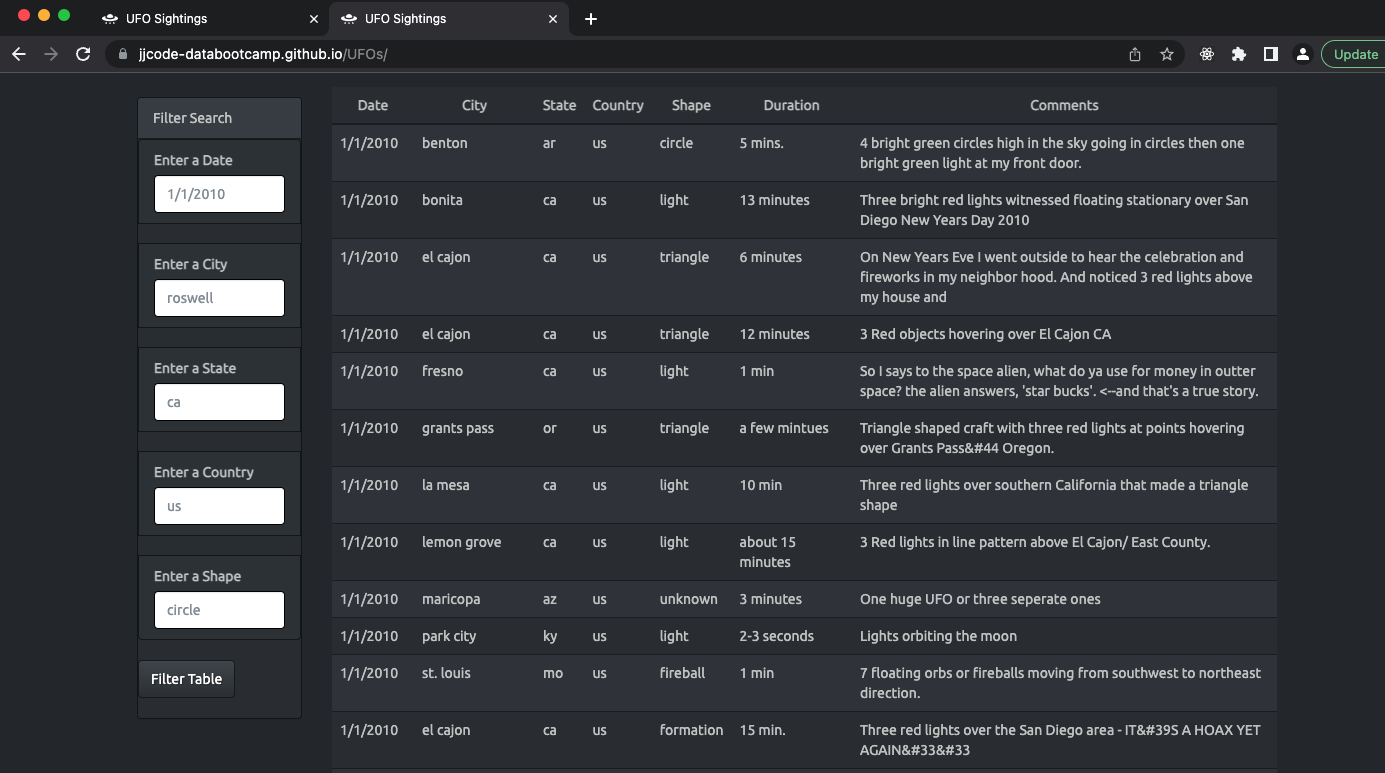 UFO Sightings
UFO Sightings
jjcode-databootcamp.github.io/UFOs/
Update
Filter Search
Enter a Date
1/1/2010
Enter a City
roswell
Enter a State
ca
Enter a Country
us
Enter a Shape
circle
Filter Table
Date City State Country Shape Duration Comments
1/1/2010 benton ar us circle 5 mins. 4 bright green circles high in the sky going in circles then one
bright green light at my front door.
1/1/2010 bonita ca us light 13 minutes Three bright red lights witnessed floating stationary over San
Diego New Years Day 2010
1/1/2010 el cajon ca us triangle 6 minutes On New Years Eve I went outside to hear the celebration and
fireworks in my neighbor hood. And noticed 3 red lights above
my house and
1/1/2010 el cajon ca us triangle 12 minutes 3 Red objects hovering over El Cajon CA
1/1/2010 fresno ca us light 1 min So I says to the space alien, what do ya use for money in outter
space? the alien answers, 'star bucks'. <--and that's a true story.
1/1/2010 grants pass or us triangle a few mintues Triangle shaped craft with three red lights at points hovering
over Grants Pass&#44 Oregon.
1/1/2010 la mesa ca us light 10 min Three red lights over southern California that made a triangle
shape
1/1/2010 lemon grove ca us light about 15 3 Red lights in line pattern above El Cajon/ East County.
minutes
1/1/2010 maricopa az us unknown 3 minutes One huge UFO or three seperate ones
1/1/2010 park city ky us light 2-3 seconds Lights orbiting the moon
1/1/2010 st. louis mo us fireball 1 min 7 floating orbs or fireballs moving from southwest to northeast
direction.
1/1/2010 el cajon ca us formation 15 min. Three red lights over the San Diego area - IT&#39S A HOAX YET
AGAIN&#33&#33